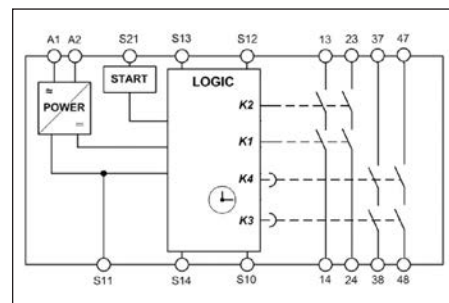 A1 A2 S21 S13 S12 13 23 37 47
START LOGIC
POWER
K2
K1
K4
K3
S11 S14 S10 14 24 38 48